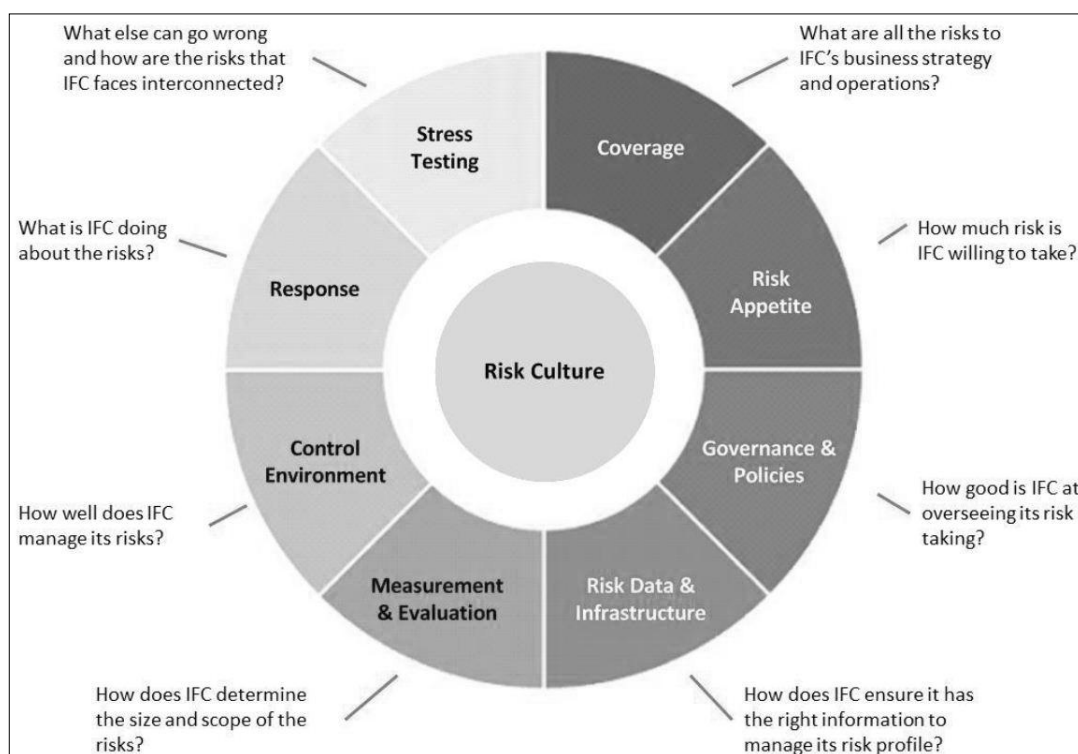 What else can go wrong
and how are the risks that
IFC faces interconnected?
What are all the risks to
IFC’s business strategy
and operations?
Stress
Testing
Coverage
What is IFC doing
about the risks?
How much risk is
IFC willing to take?
Response
Risk
Appetite
Risk Culture
Control
Environment
Governance &
Policies
How well does IFC
manage its risks?
How good is IFC at
overseeing its risk
taking?
Measurement
& Evaluation
Risk Data &
Infrastructure
How does IFC determine
the size and scope of the
risks?
How does IFC ensure it has
the right information to
manage its risk profile?